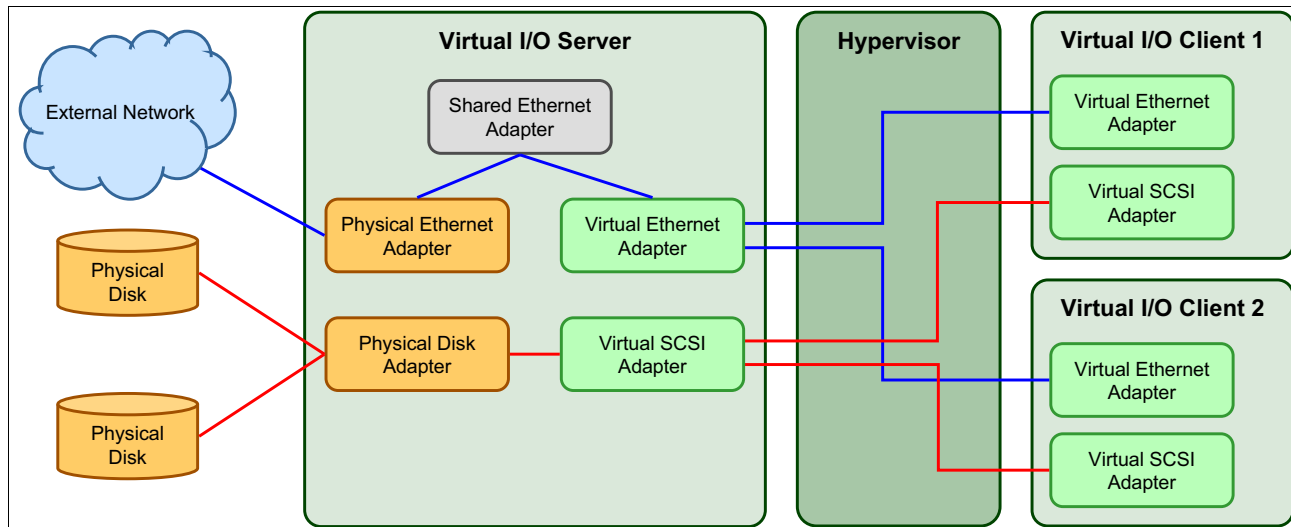 Virtual I/O Server
Hypervisor
Virtual I/O Client 1
External Network
Shared Ethernet
Adapter
Virtual Ethernet
Adapter
Virtual SCSI
Adapter
Physical Ethernet
Adapter
Virtual Ethernet
Adapter
Physical
Disk
Virtual I/O Client 2
Physical Disk
Adapter
Virtual SCSI
Adapter
Virtual Ethernet
Adapter
Physical
Disk
Virtual SCSI
Adapter